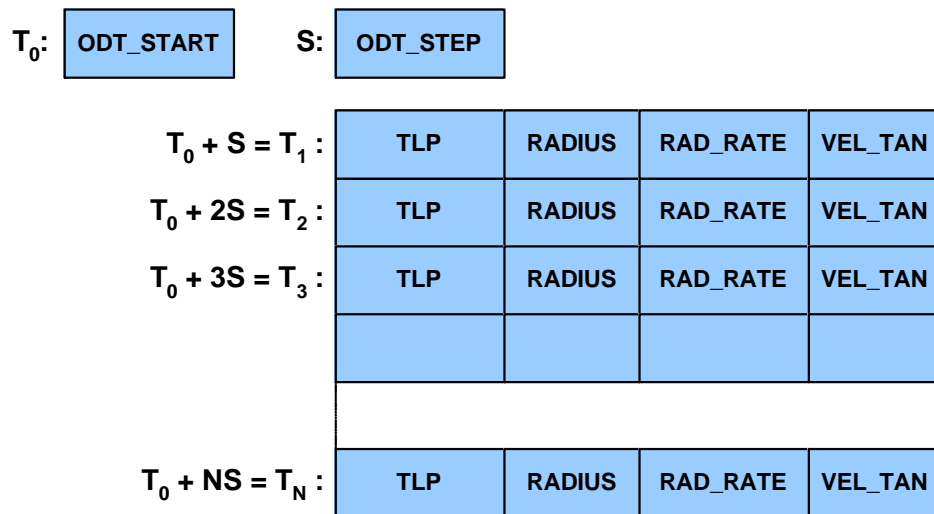 T0: ODT_START S: ODT_STEP
T0 + S = T1 : TLP RADIUS RAD_RATE VEL_TAN
T0 + 2S = T2 : TLP RADIUS RAD_RATE VEL_TAN
T0 + 3S = T3 : TLP RADIUS RAD_RATE VEL_TAN
T0 + NS = TN : TLP RADIUS RAD_RATE VEL_TAN